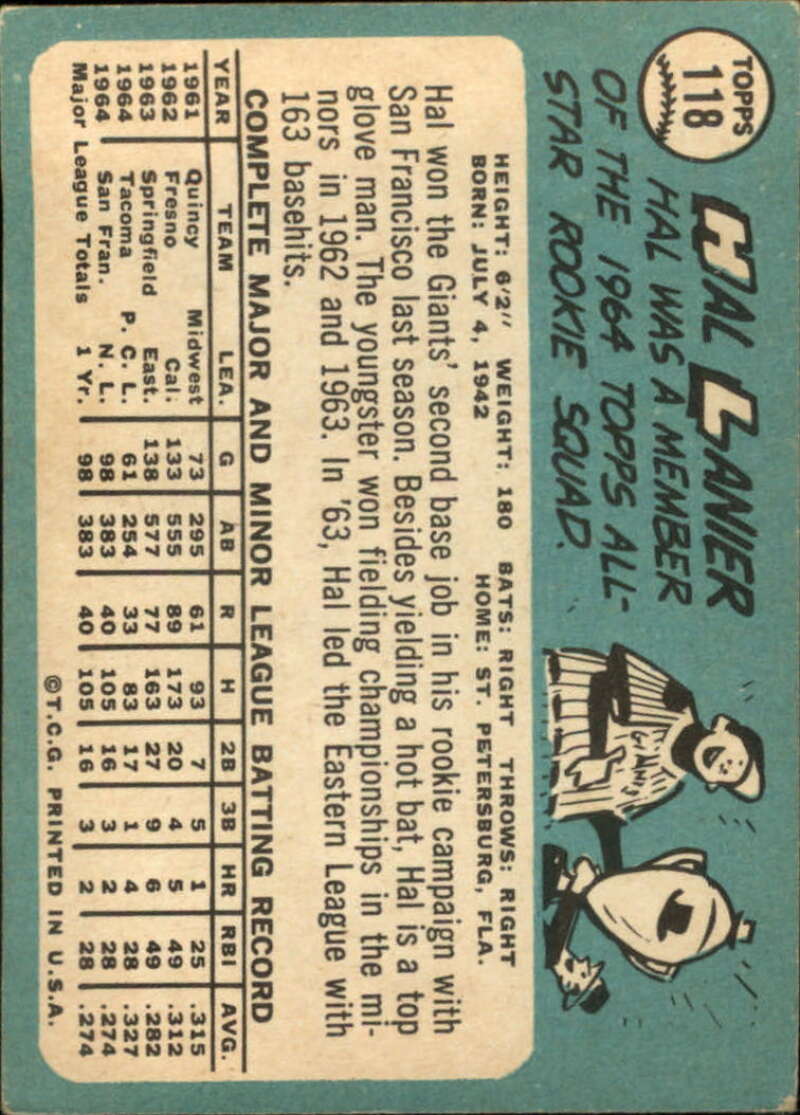 TOPPS
118
HAL LANIER
HAL WAS A MEMBER
OF THE 1964 TOPPS ALL-
STAR ROOKIE SQUAD.
GIANTS
HEIGHT: 6'2" WEIGHT: 180 BATS: RIGHT THROWS: RIGHT
BORN: JULY 4, 1942 HOME: ST. PETERSBURG, FLA.
Hal won the Giants' second base job in his rookie campaign with
San Francisco last season. Besides yielding a hot bat, Hal is a top
glove man. The youngster won fielding championships in the mi-
nors in 1962 and 1963. In '63, Hal led the Eastern League with
163 basehits.
COMPLETE MAJOR AND MINOR LEAGUE BATTING RECORD
YEAR TEAM LEA. G AB R H 2B 3B HR RBI AVG.
1961 Quincy Midwest 73 295 61 93 7 5 1 25 .315
1962 Fresno Cal. 133 555 89 173 20 4 5 49 .312
1963 Springfield East. 138 577 77 163 27 9 6 49 .282
1964 Tacoma P. C. L. 61 254 33 83 17 1 4 28 .327
1964 San Fran. N. L. 98 383 40 105 16 3 2 28 .274
Major League Totals 1 Yr. 98 383 40 105 16 3 2 28 .274
©T.C.G. PRINTED IN U.S.A.